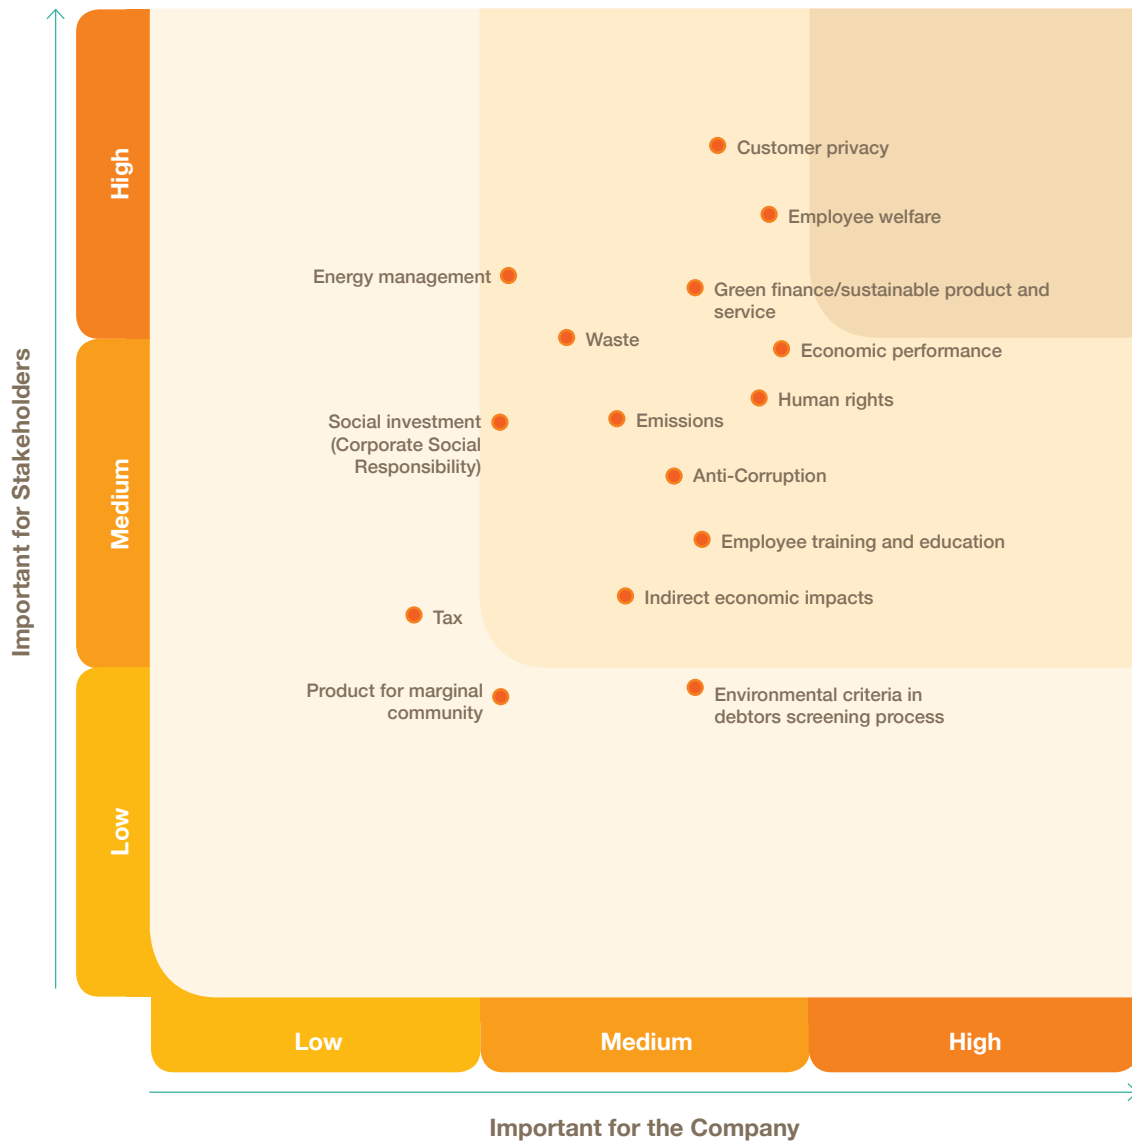 Important for Stakeholders
High
Medium
Low
Customer privacy
Employee welfare
Energy management
Green finance/sustainable product and
service
Waste
Economic performance
Human rights
Social investment
(Corporate Social
Responsibility)
Emissions
Anti-Corruption
Employee training and education
Indirect economic impacts
Tax
Product for marginal
community
Environmental criteria in
debtors screening process
Low
Medium
High
Important for the Company